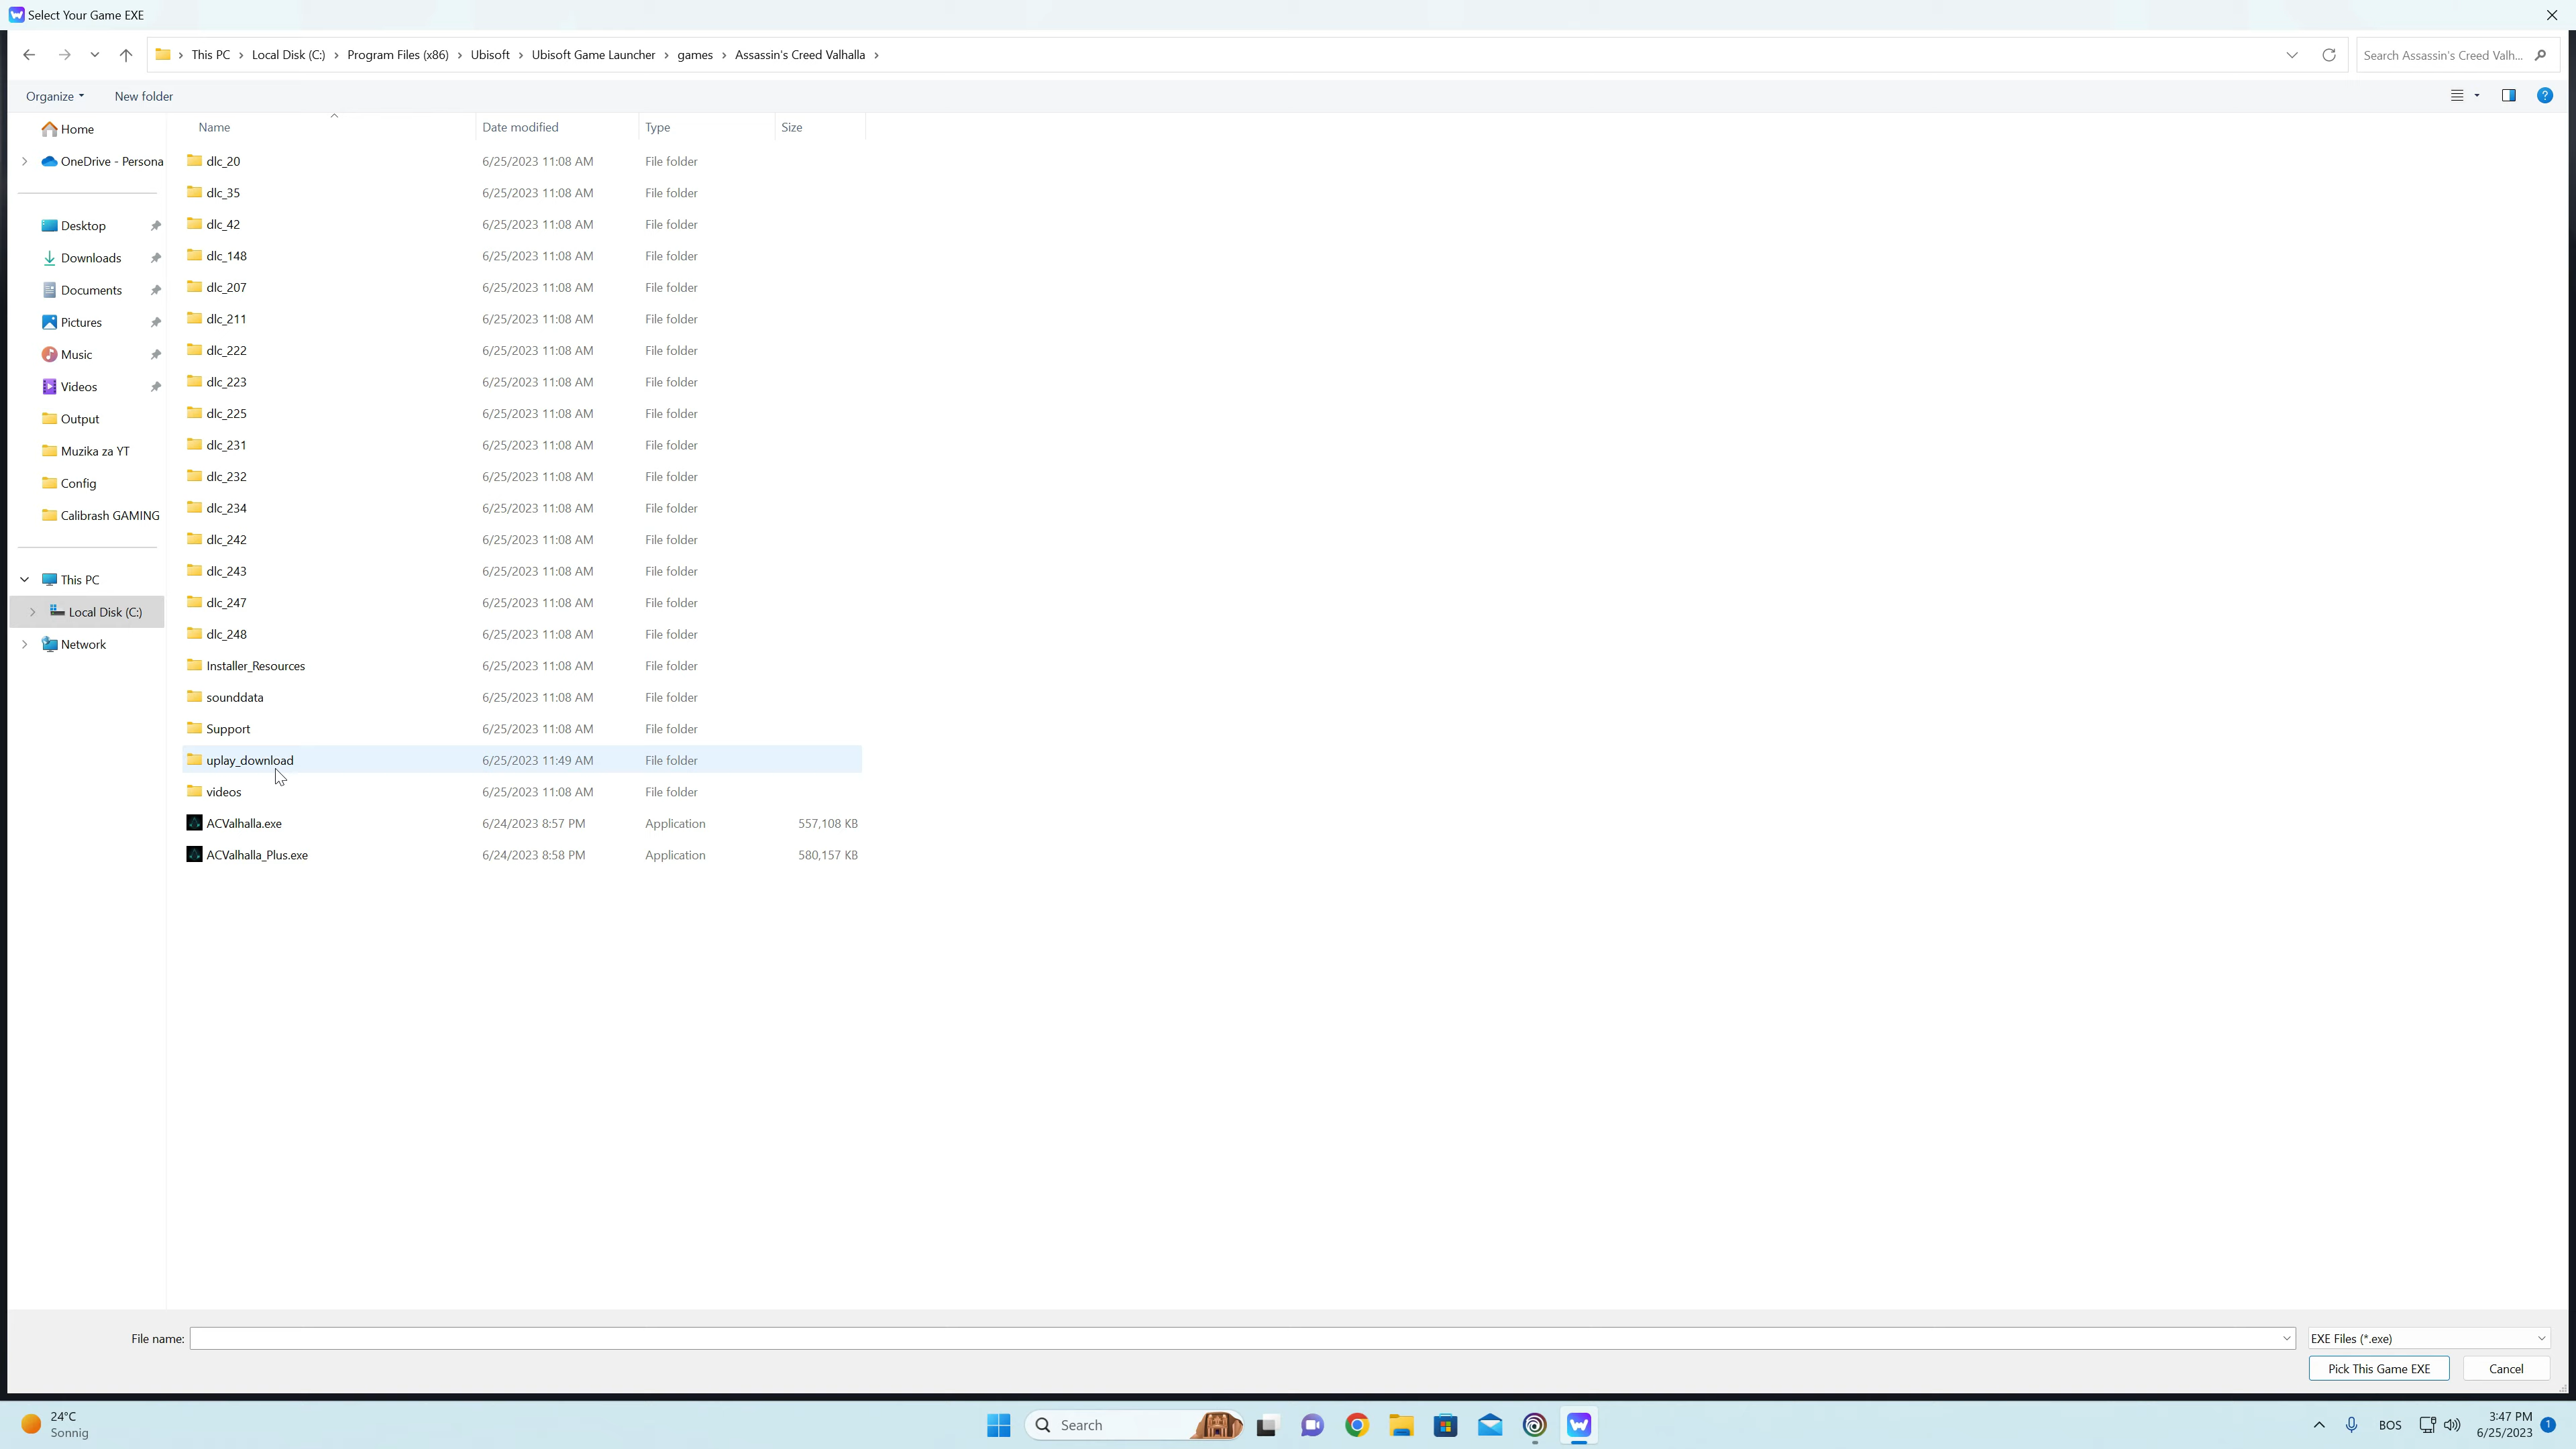 Select Your Game EXE
This PC > Local Disk (C:) > Program Files (x86) > Ubisoft > Ubisoft Game Launcher > games > Assassin's Creed Valhalla >
Search Assassin's Creed Valh...
Organize
New folder
Home
OneDrive - Persona
Desktop
Downloads
Documents
Pictures
Music
Videos
Output
Muzika za YT
Config
Calibrash GAMING
This PC
Local Disk (C:)
Network
Name Date modified Type Size
dlc_20 6/25/2023 11:08 AM File folder
dlc_35 6/25/2023 11:08 AM File folder
dlc_42 6/25/2023 11:08 AM File folder
dlc_148 6/25/2023 11:08 AM File folder
dlc_207 6/25/2023 11:08 AM File folder
dlc_211 6/25/2023 11:08 AM File folder
dlc_222 6/25/2023 11:08 AM File folder
dlc_223 6/25/2023 11:08 AM File folder
dlc_225 6/25/2023 11:08 AM File folder
dlc_231 6/25/2023 11:08 AM File folder
dlc_232 6/25/2023 11:08 AM File folder
dlc_234 6/25/2023 11:08 AM File folder
dlc_242 6/25/2023 11:08 AM File folder
dlc_243 6/25/2023 11:08 AM File folder
dlc_247 6/25/2023 11:08 AM File folder
dlc_248 6/25/2023 11:08 AM File folder
Installer_Resources 6/25/2023 11:08 AM File folder
sounddata 6/25/2023 11:08 AM File folder
Support 6/25/2023 11:08 AM File folder
uplay_download 6/25/2023 11:49 AM File folder
videos 6/25/2023 11:08 AM File folder
ACValhalla.exe 6/24/2023 8:57 PM Application 557,108 KB
ACValhalla_Plus.exe 6/24/2023 8:58 PM Application 580,157 KB
File name:
EXE Files (*.exe)
Pick This Game EXE
Cancel
24°C
Sonnig
Search
BOS
3:47 PM
6/25/2023
1